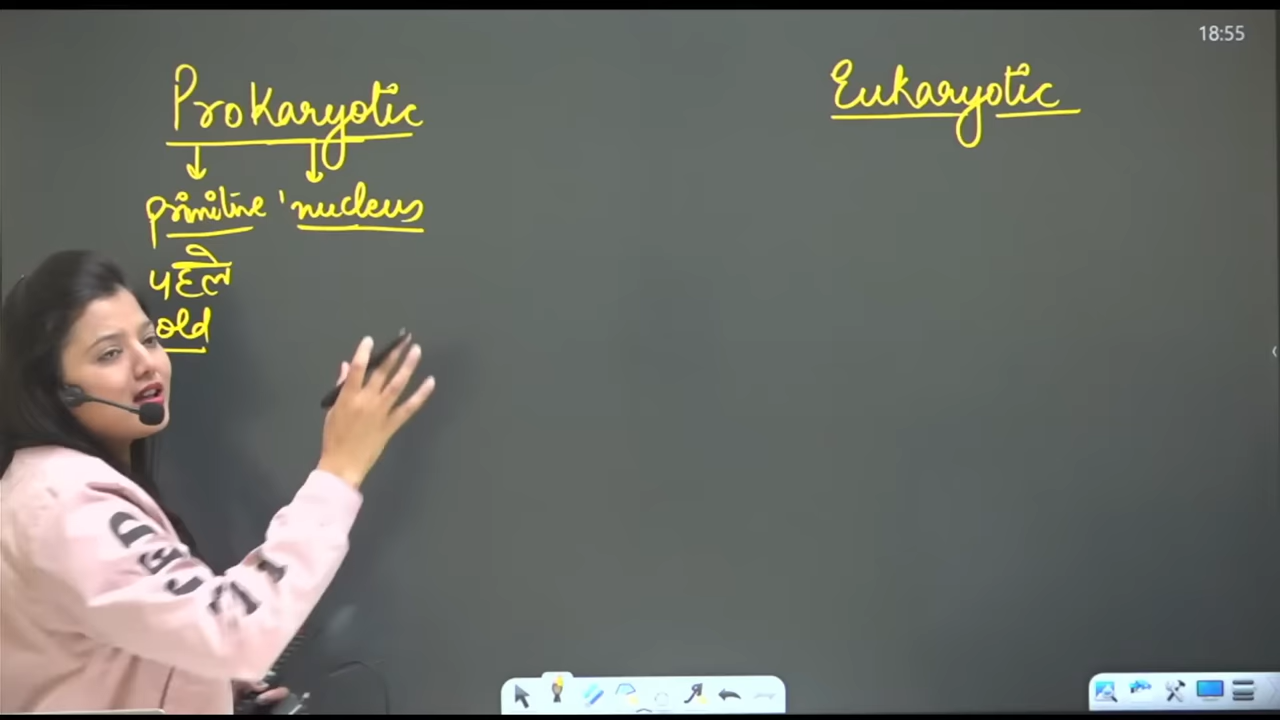 18:55
Prokaryotic
Eukaryotic
primitive 'nucleus
पहले
old